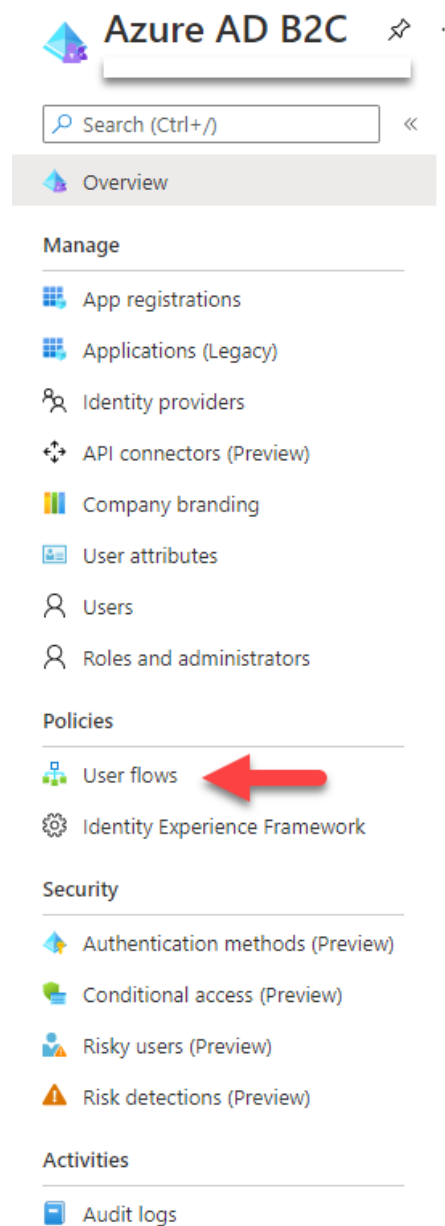 Azure AD B2C
Search (Ctrl+/)
«
Overview
Manage
App registrations
Applications (Legacy)
Identity providers
API connectors (Preview)
Company branding
User attributes
Users
Roles and administrators
Policies
User flows
Identity Experience Framework
Security
Authentication methods (Preview)
Conditional access (Preview)
Risky users (Preview)
Risk detections (Preview)
Activities
Audit logs